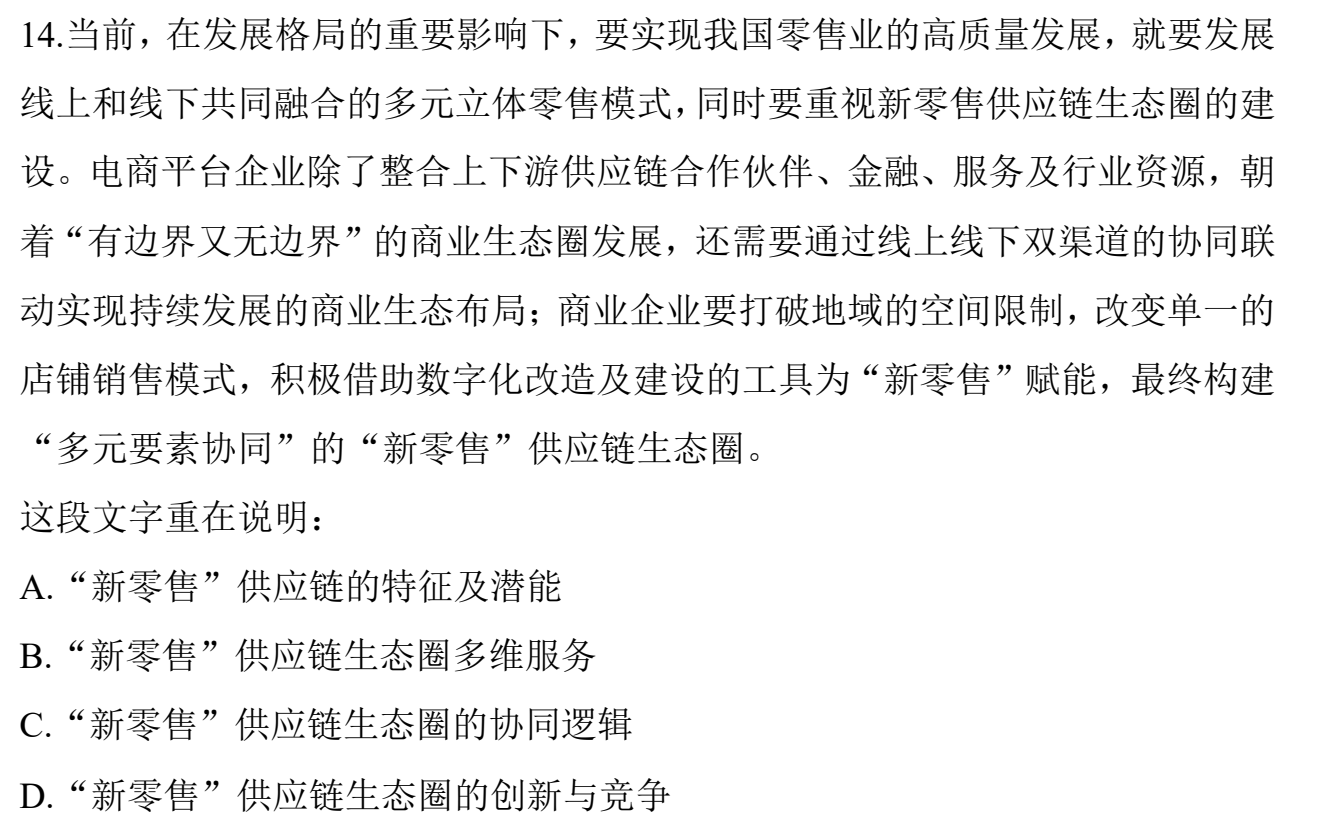 14.当前，在发展格局的重要影响下，要实现我国零售业的高质量发展，就要发展
线上和线下共同融合的多元立体零售模式，同时要重视新零售供应链生态圈的建
设。电商平台企业除了整合上下游供应链合作伙伴、金融、服务及行业资源，朝
着“有边界又无边界”的商业生态圈发展，还需要通过线上线下双渠道的协同联
动实现持续发展的商业生态布局；商业企业要打破地域的空间限制，改变单一的
店铺销售模式，积极借助数字化改造及建设的工具为“新零售”赋能，最终构建
“多元要素协同”的“新零售”供应链生态圈。
这段文字重在说明：
A.“新零售”供应链的特征及潜能
B.“新零售”供应链生态圈多维服务
C.“新零售”供应链生态圈的协同逻辑
D.“新零售”供应链生态圈的创新与竞争